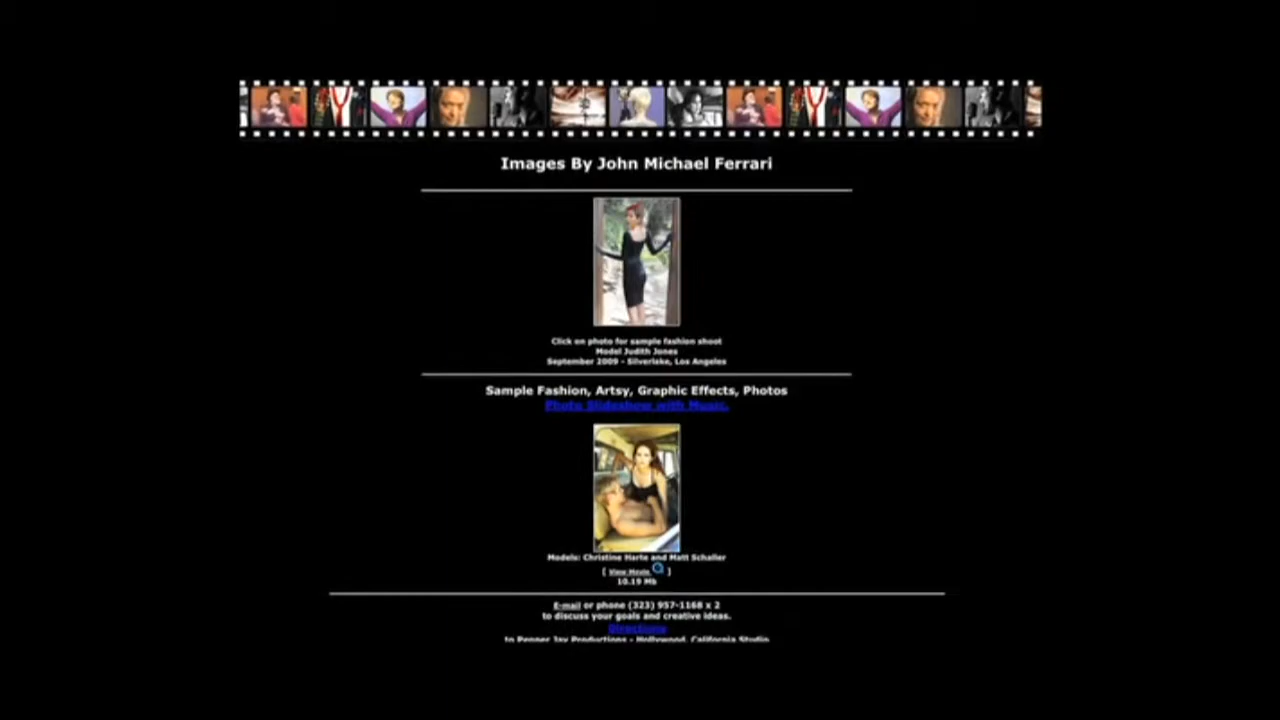 Images By John Michael Ferrari
Click on photo for sample fashion shoot
Model Judith Jones
September 2009 - Silverlake, Los Angeles
Sample Fashion, Artsy, Graphic Effects, Photos
Photo Slideshow with Music.
Models: Christine Harte and Matt Schaller
[ View Movie ]
10.19 Mb
E-mail or phone (323) 957-1168 x 2
to discuss your goals and creative ideas.
Directions
to Pepper Jay Productions - Hollywood, California Studio